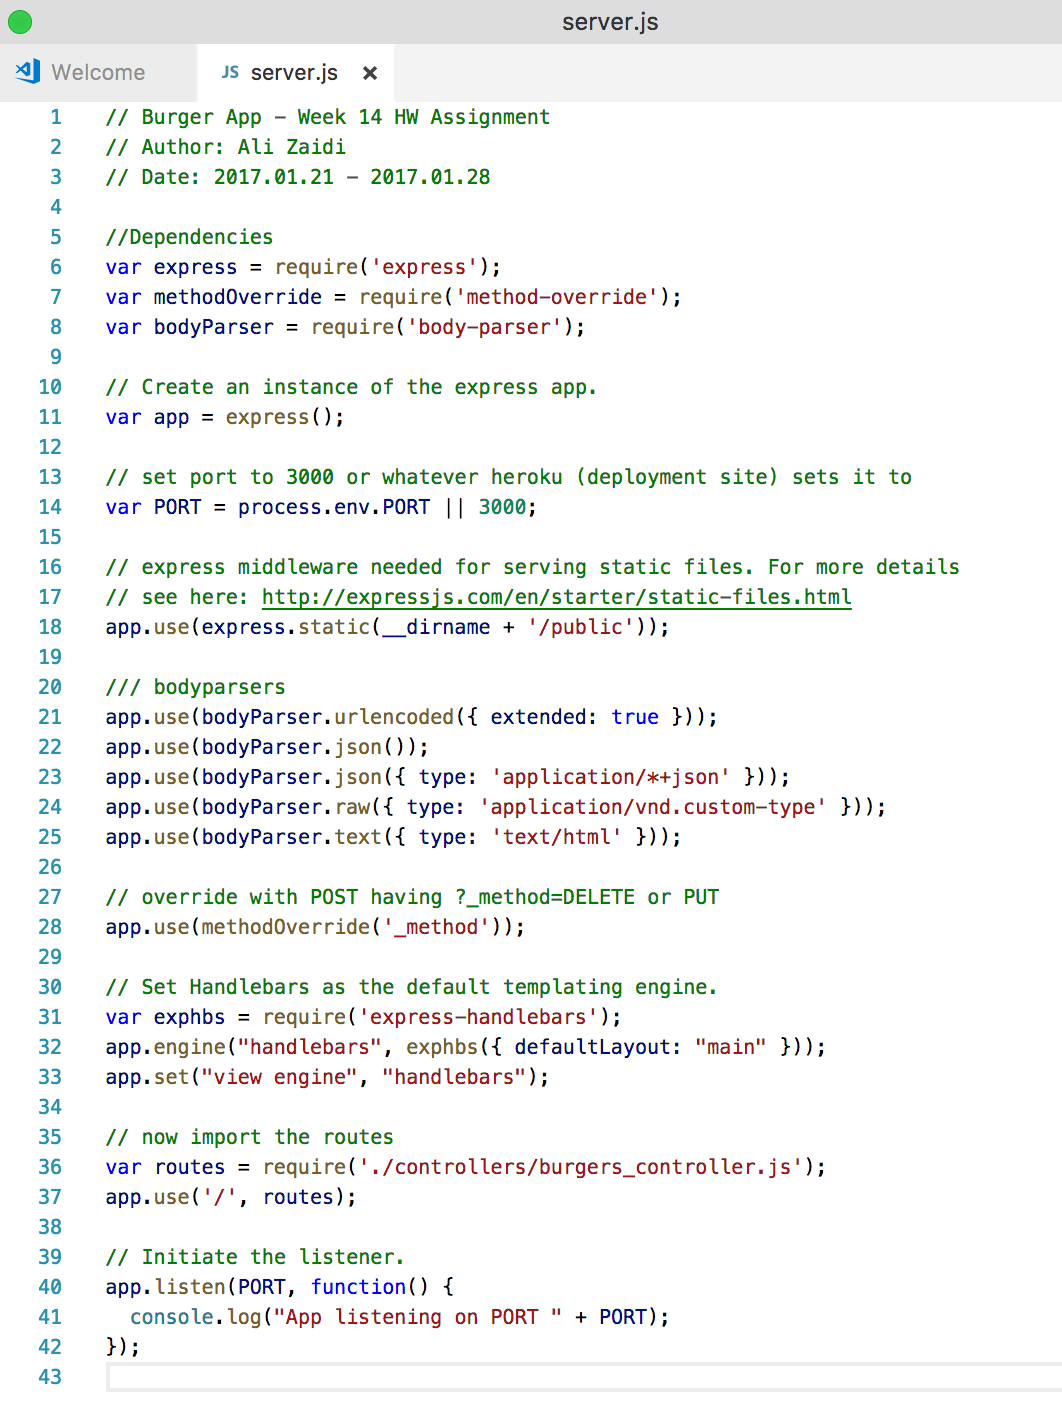 server.js
Welcome
JS server.js ×
1 // Burger App - Week 14 HW Assignment
2 // Author: Ali Zaidi
3 // Date: 2017.01.21 - 2017.01.28
4
5 //Dependencies
6 var express = require('express');
7 var methodOverride = require('method-override');
8 var bodyParser = require('body-parser');
9
10 // Create an instance of the express app.
11 var app = express();
12
13 // set port to 3000 or whatever heroku (deployment site) sets it to
14 var PORT = process.env.PORT || 3000;
15
16 // express middleware needed for serving static files. For more details
17 // see here: http://expressjs.com/en/starter/static-files.html
18 app.use(express.static(__dirname + '/public'));
19
20 /// bodyparsers
21 app.use(bodyParser.urlencoded({ extended: true }));
22 app.use(bodyParser.json());
23 app.use(bodyParser.json({ type: 'application/*+json' }));
24 app.use(bodyParser.raw({ type: 'application/vnd.custom-type' }));
25 app.use(bodyParser.text({ type: 'text/html' }));
26
27 // override with POST having ?_method=DELETE or PUT
28 app.use(methodOverride('_method'));
29
30 // Set Handlebars as the default templating engine.
31 var exphbs = require('express-handlebars');
32 app.engine("handlebars", exphbs({ defaultLayout: "main" }));
33 app.set("view engine", "handlebars");
34
35 // now import the routes
36 var routes = require('./controllers/burgers_controller.js');
37 app.use('/', routes);
38
39 // Initiate the listener.
40 app.listen(PORT, function() {
41   console.log("App listening on PORT " + PORT);
42 });
43